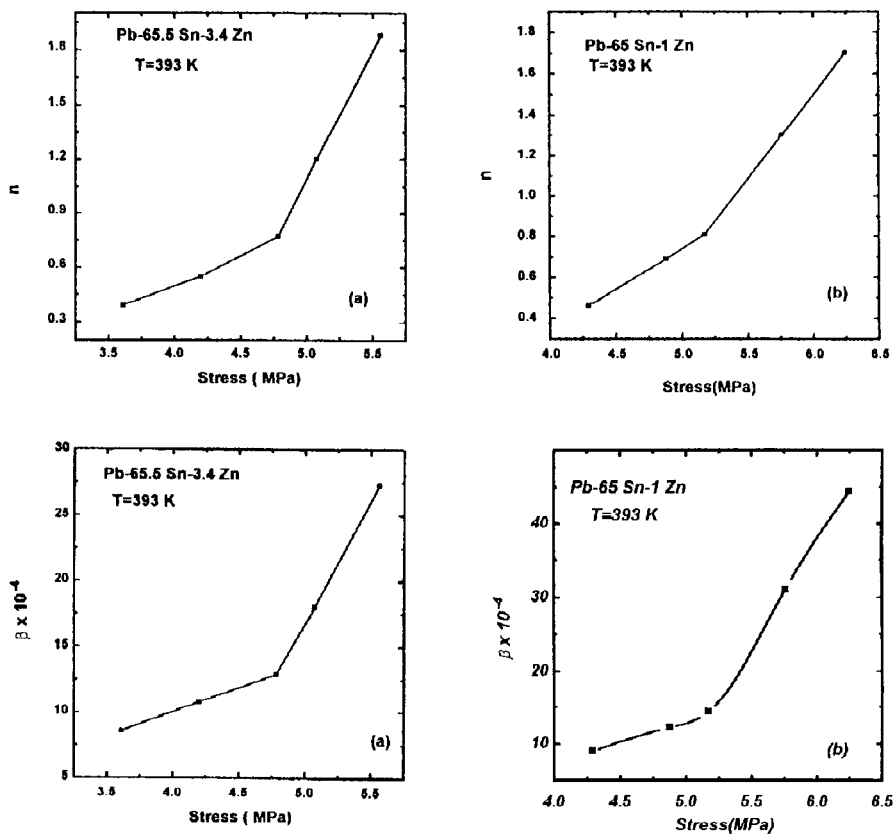 Pb-65.5 Sn-3.4 Zn
T=393 K
1.8
1.5
1.2
0.9
0.6
0.3
n
(a)
3.5 4.0 4.5 5.0 5.5
Stress ( MPa)
Pb-65 Sn-1 Zn
T=393 K
1.8
1.6
1.4
1.2
1.0
0.8
0.6
0.4
n
(b)
4.0 4.5 5.0 5.5 6.0 6.5
Stress(MPa)
Pb-65.5 Sn-3.4 Zn
T=393 K
30
25
20
15
10
5
β x 10⁻⁴
(a)
3.5 4.0 4.5 5.0 5.5
Stress ( MPa)
Pb-65 Sn-1 Zn
T=393 K
40
30
20
10
β x 10⁻⁴
(b)
4.0 4.5 5.0 5.5 6.0 6.5
Stress(MPa)